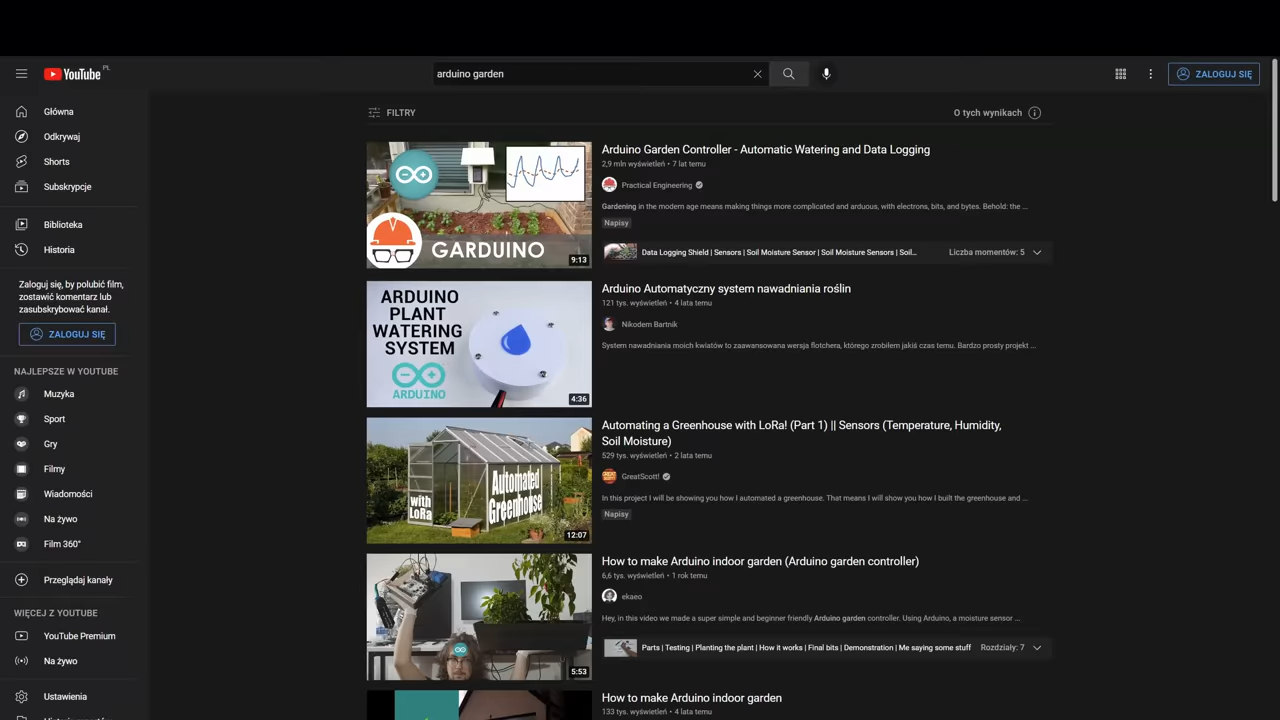 YouTube PL
arduino garden
ZALOGUJ SIĘ
Główna
Odkrywaj
Shorts
Subskrypcje
Biblioteka
Historia
Zaloguj się, by polubić film,
zostawić komentarz lub
zasubskrybować kanał.
ZALOGUJ SIĘ
NAJLEPSZE W YOUTUBE
Muzyka
Sport
Gry
Filmy
Wiadomości
Na żywo
Film 360°
Przeglądaj kanały
WIĘCEJ Z YOUTUBE
YouTube Premium
Na żywo
Ustawienia
FILTRY
O tych wynikach
GARDUINO
9:13
Arduino Garden Controller - Automatic Watering and Data Logging
2,9 mln wyświetleń • 7 lat temu
Practical Engineering
Gardening in the modern age means making things more complicated and arduous, with electrons, bits, and bytes. Behold: the ...
Napisy
Data Logging Shield | Sensors | Soil Moisture Sensor | Soil Moisture Sensors | Soil...
Liczba momentów: 5
ARDUINO
PLANT
WATERING
SYSTEM
ARDUINO
4:36
Arduino Automatyczny system nawadniania roślin
121 tys. wyświetleń • 4 lata temu
Nikodem Bartnik
System nawadniania moich kwiatów to zaawansowana wersja flotchera, którego zrobiłem jakiś czas temu. Bardzo prosty projekt ...
with
LoRa
Automated
Greenhouse
12:07
Automating a Greenhouse with LoRa! (Part 1) || Sensors (Temperature, Humidity,
Soil Moisture)
529 tys. wyświetleń • 2 lata temu
GreatScott!
In this project I will be showing you how I automated a greenhouse. That means I will show you how I built the greenhouse and ...
Napisy
5:53
How to make Arduino indoor garden (Arduino garden controller)
6,6 tys. wyświetleń • 1 rok temu
ekaeo
Hey, in this video we made a super simple and beginner friendly Arduino garden controller. Using Arduino, a moisture sensor ...
Parts | Testing | Planting the plant | How it works | Final bits | Demonstration | Me saying some stuff
Rozdziały: 7
How to make Arduino indoor garden
133 tys. wyświetleń • 4 lata temu